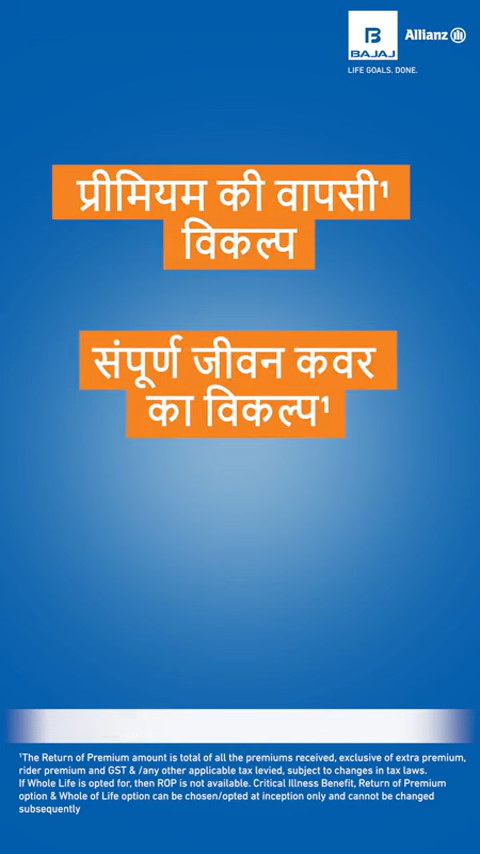 BAJAJ
Allianz
LIFE GOALS. DONE.
प्रीमियम की वापसी¹
विकल्प
संपूर्ण जीवन कवर
का विकल्प¹
¹The Return of Premium amount is total of all the premiums received, exclusive of extra premium,
rider premium and GST & /any other applicable tax levied, subject to changes in tax laws.
If Whole Life is opted for, then ROP is not available. Critical Illness Benefit, Return of Premium
option & Whole of Life option can be chosen/opted at inception only and cannot be changed
subsequently